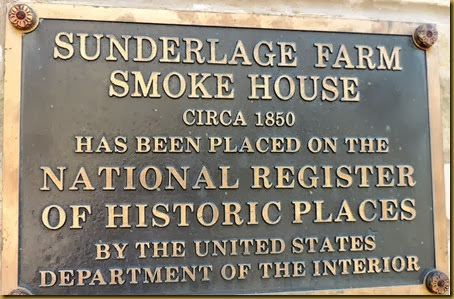 SUNDERLAGE FARM
SMOKE HOUSE
CIRCA 1850
HAS BEEN PLACED ON THE
NATIONAL REGISTER
OF HISTORIC PLACES
BY THE UNITED STATES
DEPARTMENT OF THE INTERIOR